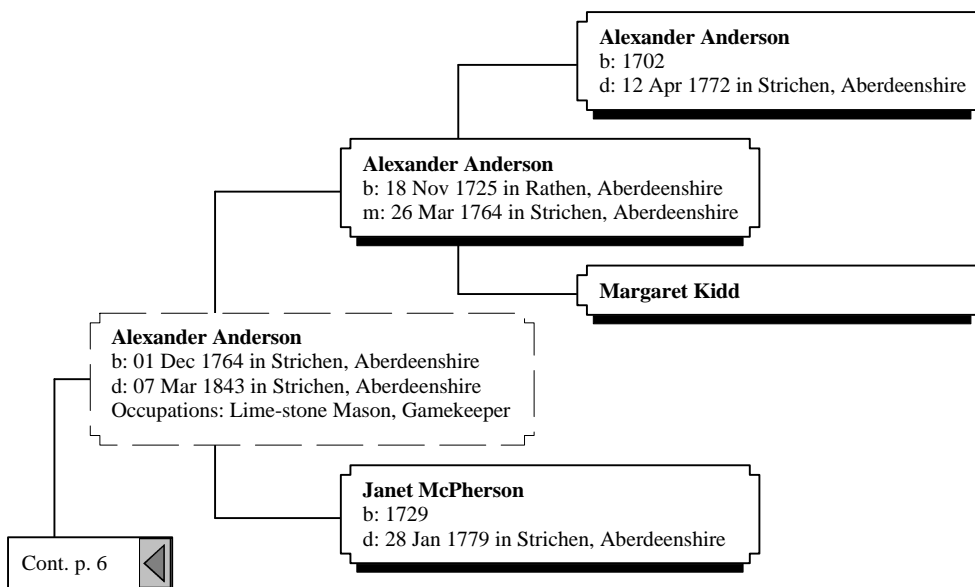 Alexander Anderson
b: 1702
d: 12 Apr 1772 in Strichen, Aberdeenshire
Alexander Anderson
b: 18 Nov 1725 in Rathen, Aberdeenshire
m: 26 Mar 1764 in Strichen, Aberdeenshire
Margaret Kidd
Alexander Anderson
b: 01 Dec 1764 in Strichen, Aberdeenshire
d: 07 Mar 1843 in Strichen, Aberdeenshire
Occupations: Lime-stone Mason, Gamekeeper
Janet McPherson
b: 1729
d: 28 Jan 1779 in Strichen, Aberdeenshire
Cont. p. 6